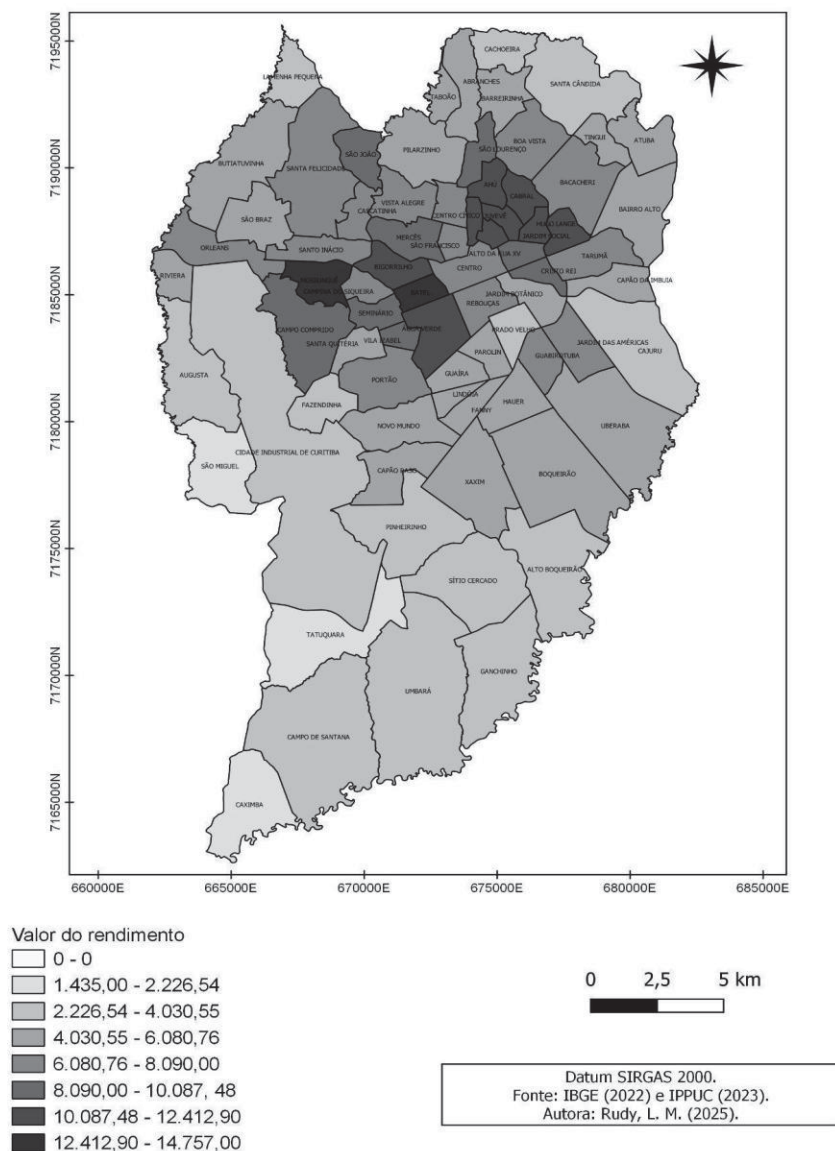 7195000N
7190000N
7185000N
7180000N
7175000N
7170000N
7165000N
CACHOEIRA
LAMENHA PEQUENA
ABRANCHES
SANTA CÂNDIDA
TABOÃO
BARREIRINHA
BOA VISTA
TINGUI
ATUBA
SÃO LOURENÇO
SÃO JOÃO
PILARZINHO
BUTIATUVINHA
SANTA FELICIDADE
AHÚ
BACACHERI
CABRAL
VISTA ALEGRE
CASCATINHA
CENTRO CÍVICO
JUVEVÊ
BAIRRO ALTO
SÃO BRAZ
HUGO LANGE
JARDIM SOCIAL
MERCÊS
SÃO FRANCISCO
ORLEANS
SANTO INÁCIO
ALTO DA RUA XV
TARUMÃ
BIGORRILHO
CENTRO
CRISTO REI
RIVIERA
CAPÃO DA IMBUIA
CAMPINA DO SIQUEIRA
BATEL
JARDIM BOTÂNICO
REBOUÇAS
SEMINÁRIO
CAMPO COMPRIDO
ÁGUA VERDE
PRADO VELHO
SANTA QUITÉRIA
VILA IZABEL
JARDIM DAS AMÉRICAS
PAROLIN
CAJURU
GUABIROTUBA
AUGUSTA
PORTÃO
GUAÍRA
FAZENDINHA
LINDÓIA
HAUER
FANNY
NOVO MUNDO
UBERABA
CIDADE INDUSTRIAL DE CURITIBA
SÃO MIGUEL
CAPÃO RASO
XAXIM
BOQUEIRÃO
PINHEIRINHO
ALTO BOQUEIRÃO
SÍTIO CERCADO
TATUQUARA
GANCHINHO
UMBARÁ
CAMPO DE SANTANA
CAXIMBA
660000E 665000E 670000E 675000E 680000E 685000E
Valor do rendimento
0 - 0
1.435,00 - 2.226,54
2.226,54 - 4.030,55
4.030,55 - 6.080,76
6.080,76 - 8.090,00
8.090,00 - 10.087, 48
10.087,48 - 12.412,90
12.412,90 - 14.757,00
0 2,5 5 km
Datum SIRGAS 2000.
Fonte: IBGE (2022) e IPPUC (2023).
Autora: Rudy, L. M. (2025).